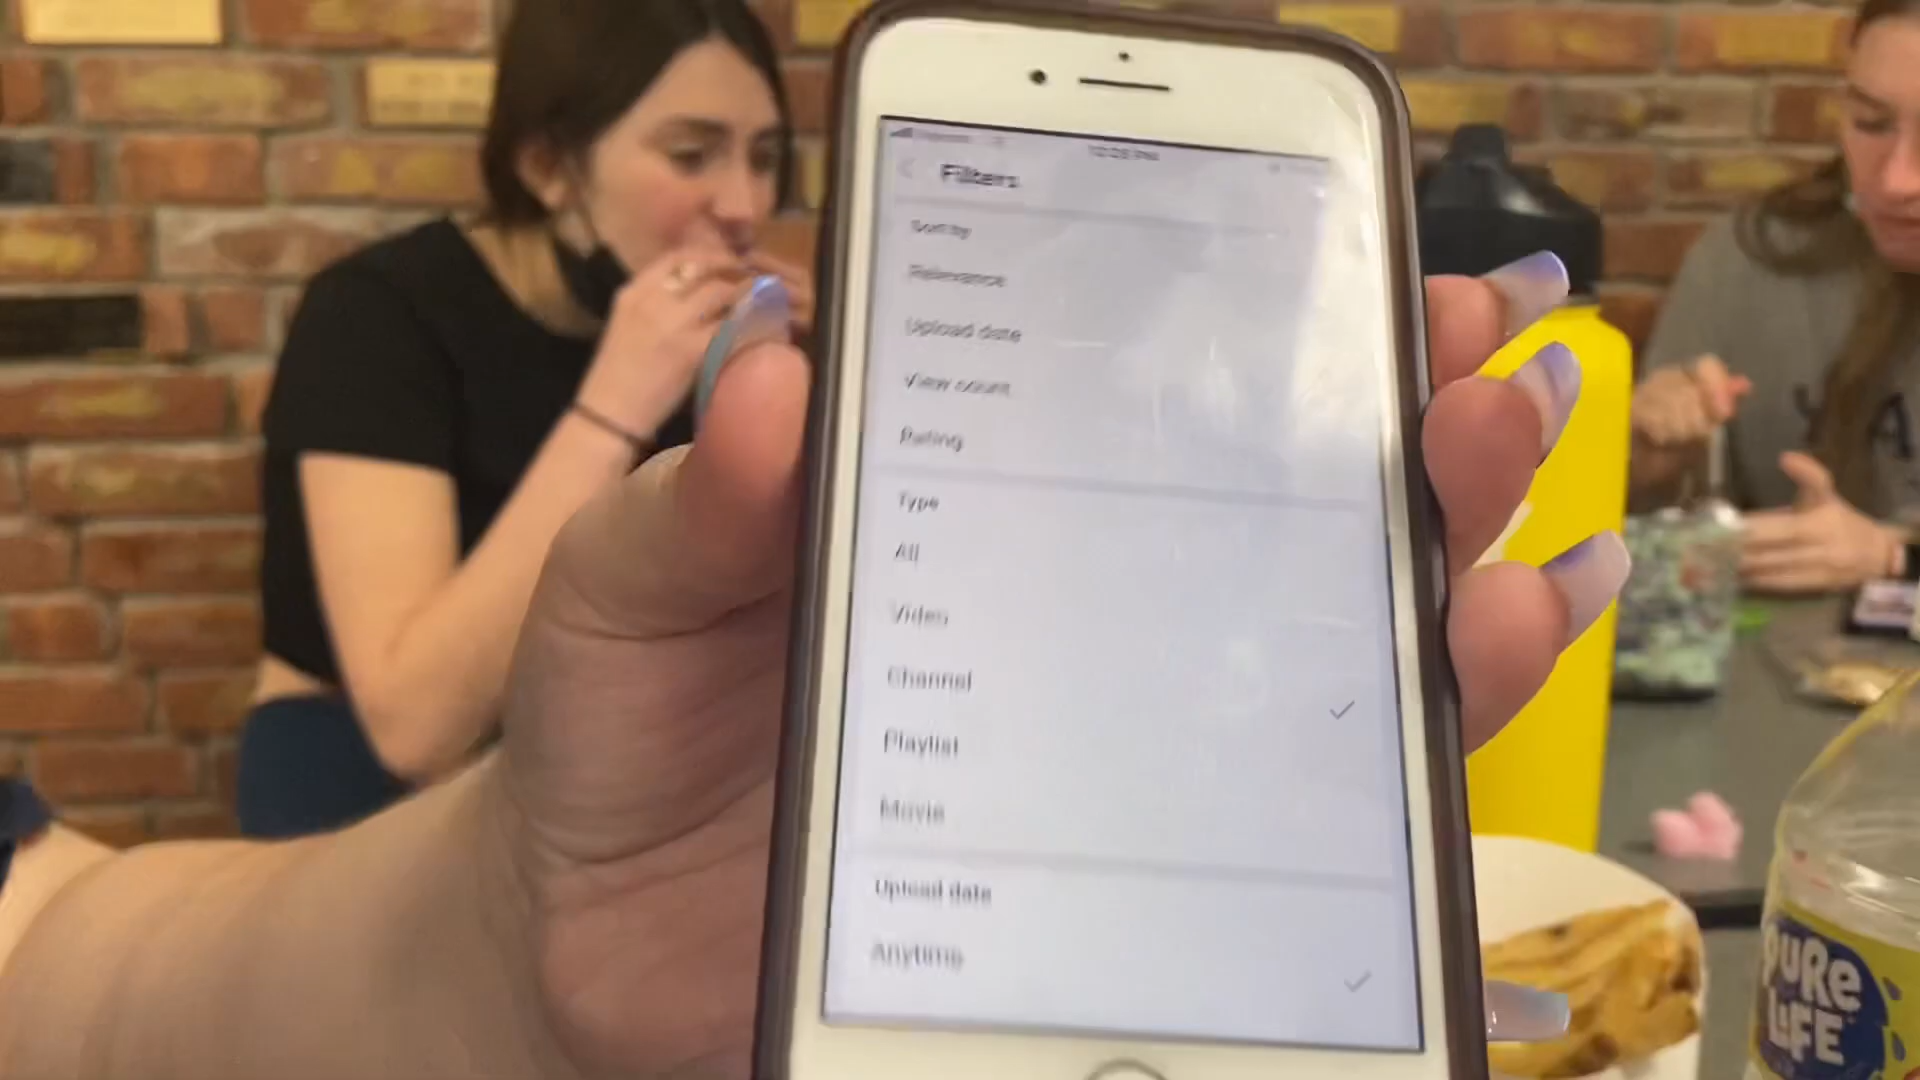 Filters
Sort by
Relevance
Upload date
View count
Rating
Type
All
Video
Channel
Playlist
Movie
Upload date
Anytime
A
PURE
LIFE